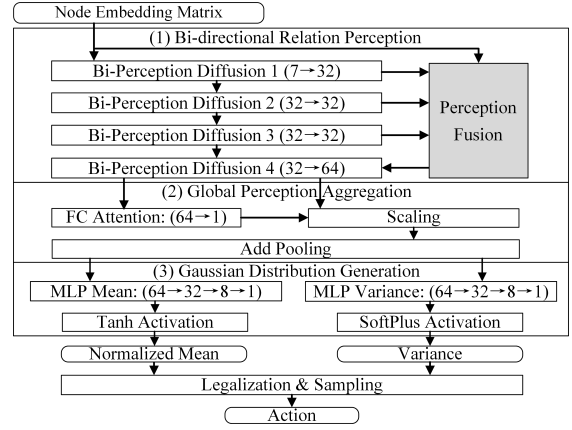 Node Embedding Matrix
(1) Bi-directional Relation Perception
Bi-Perception Diffusion 1 (7→32)
Bi-Perception Diffusion 2 (32→32)
Bi-Perception Diffusion 3 (32→32)
Bi-Perception Diffusion 4 (32→64)
Perception
Fusion
(2) Global Perception Aggregation
FC Attention: (64→1)
Scaling
Add Pooling
(3) Gaussian Distribution Generation
MLP Mean: (64→32→8→1)
MLP Variance: (64→32→8→1)
Tanh Activation
SoftPlus Activation
Normalized Mean
Variance
Legalization & Sampling
Action